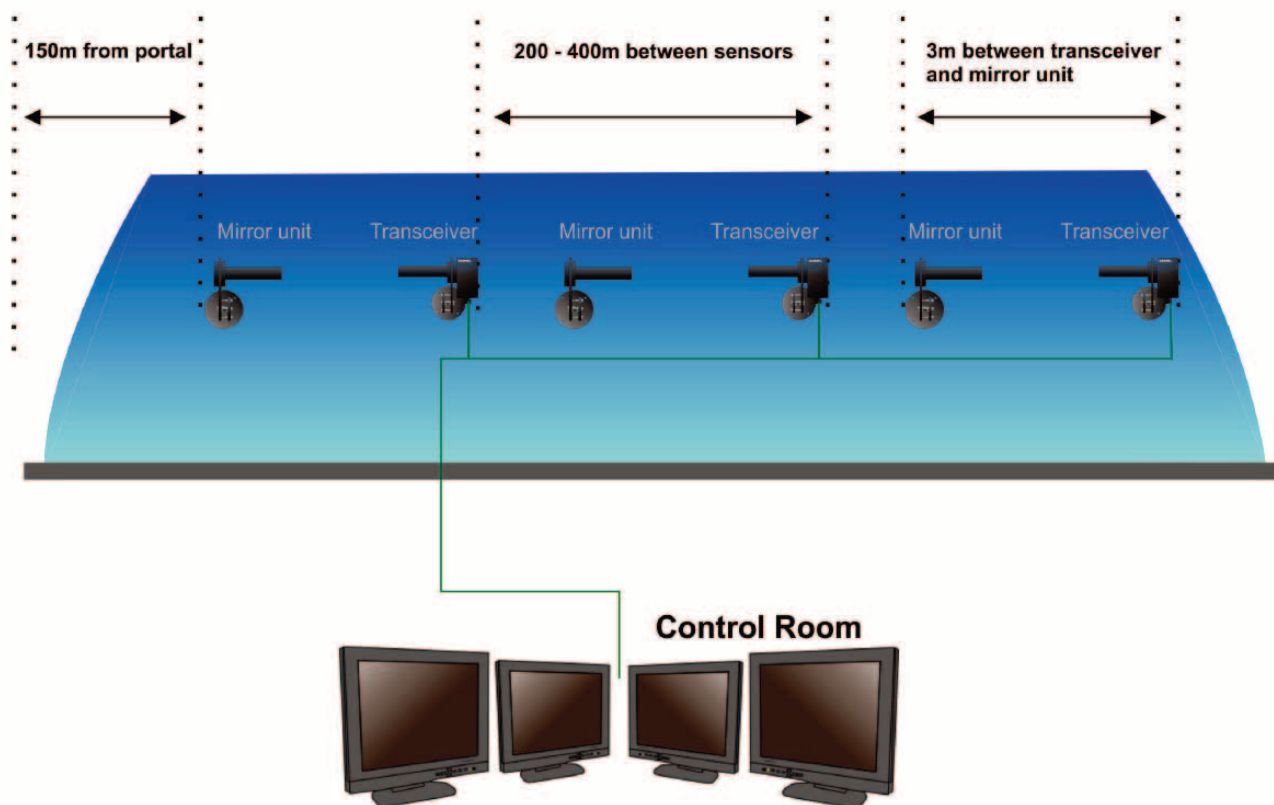 150m from portal
200 - 400m between sensors
3m between transceiver
and mirror unit
Mirror unit
Transceiver
Mirror unit
Transceiver
Mirror unit
Transceiver
Control Room